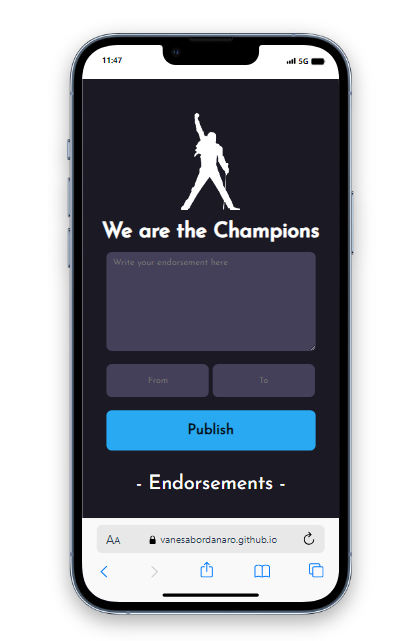 11:47
5G
We are the Champions
Write your endorsement here
From
To
Publish
- Endorsements -
AA
vanesabordanaro.github.io